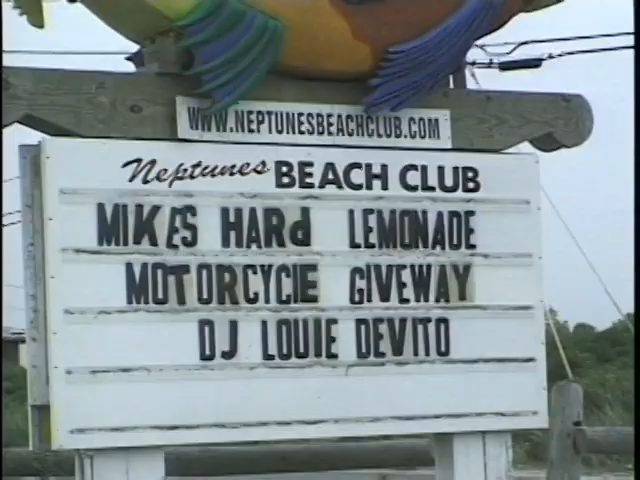 WWW.NEPTUNESBEACHCLUB.COM
Neptunes BEACH CLUB
MIKES HARd LEMONADE
MOTORCYCIE GIVEWAY
DJ LOUIE DEVITO